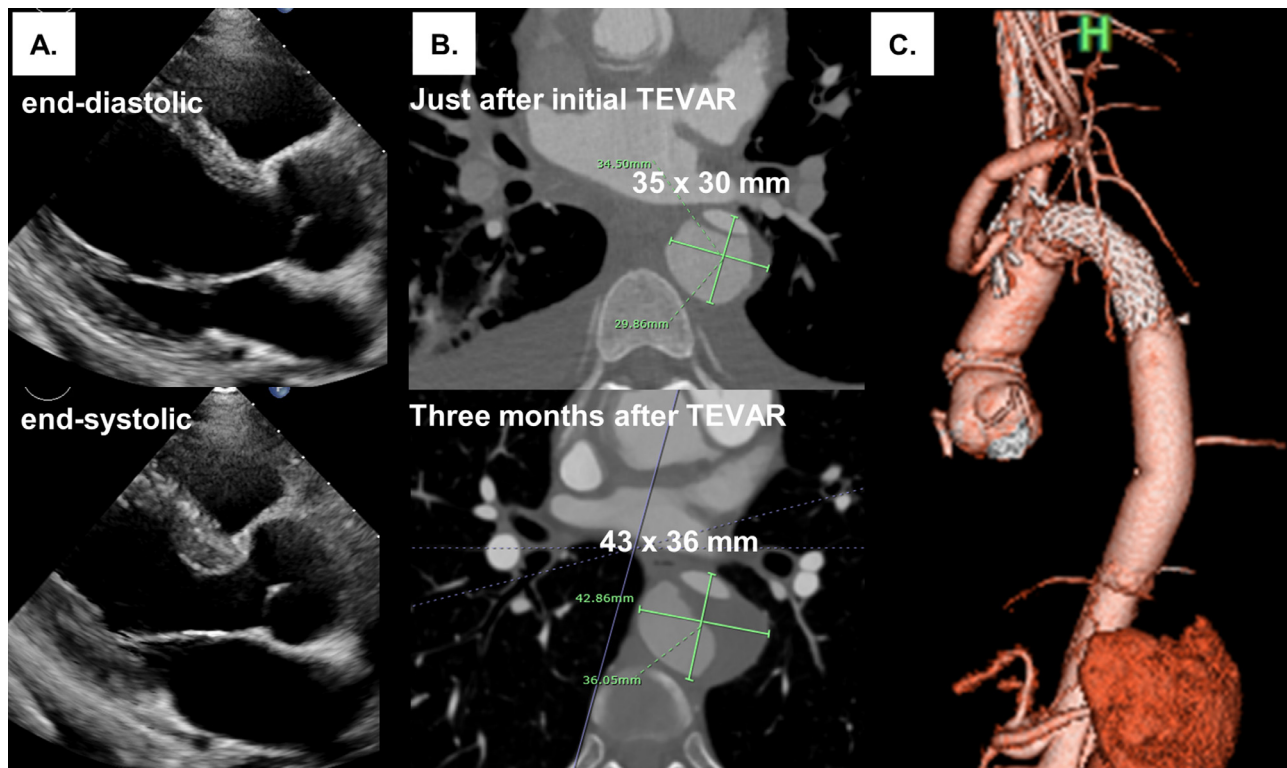 A.
end-diastolic
end-systolic
B.
Just after initial TEVAR
34.50mm
35 x 30 mm
29.86mm
Three months after TEVAR
43 x 36 mm
42.86mm
36.05mm
C.
H